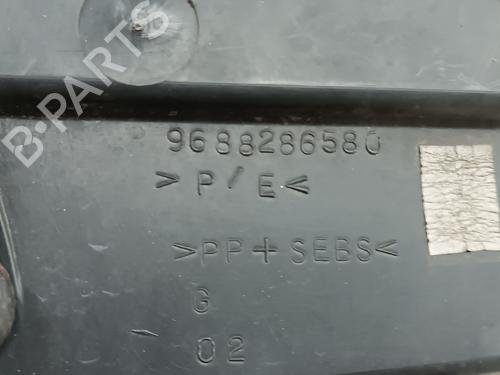 B-PARTS
9688286580
>P/E<
>PP+SEBS<
G
02